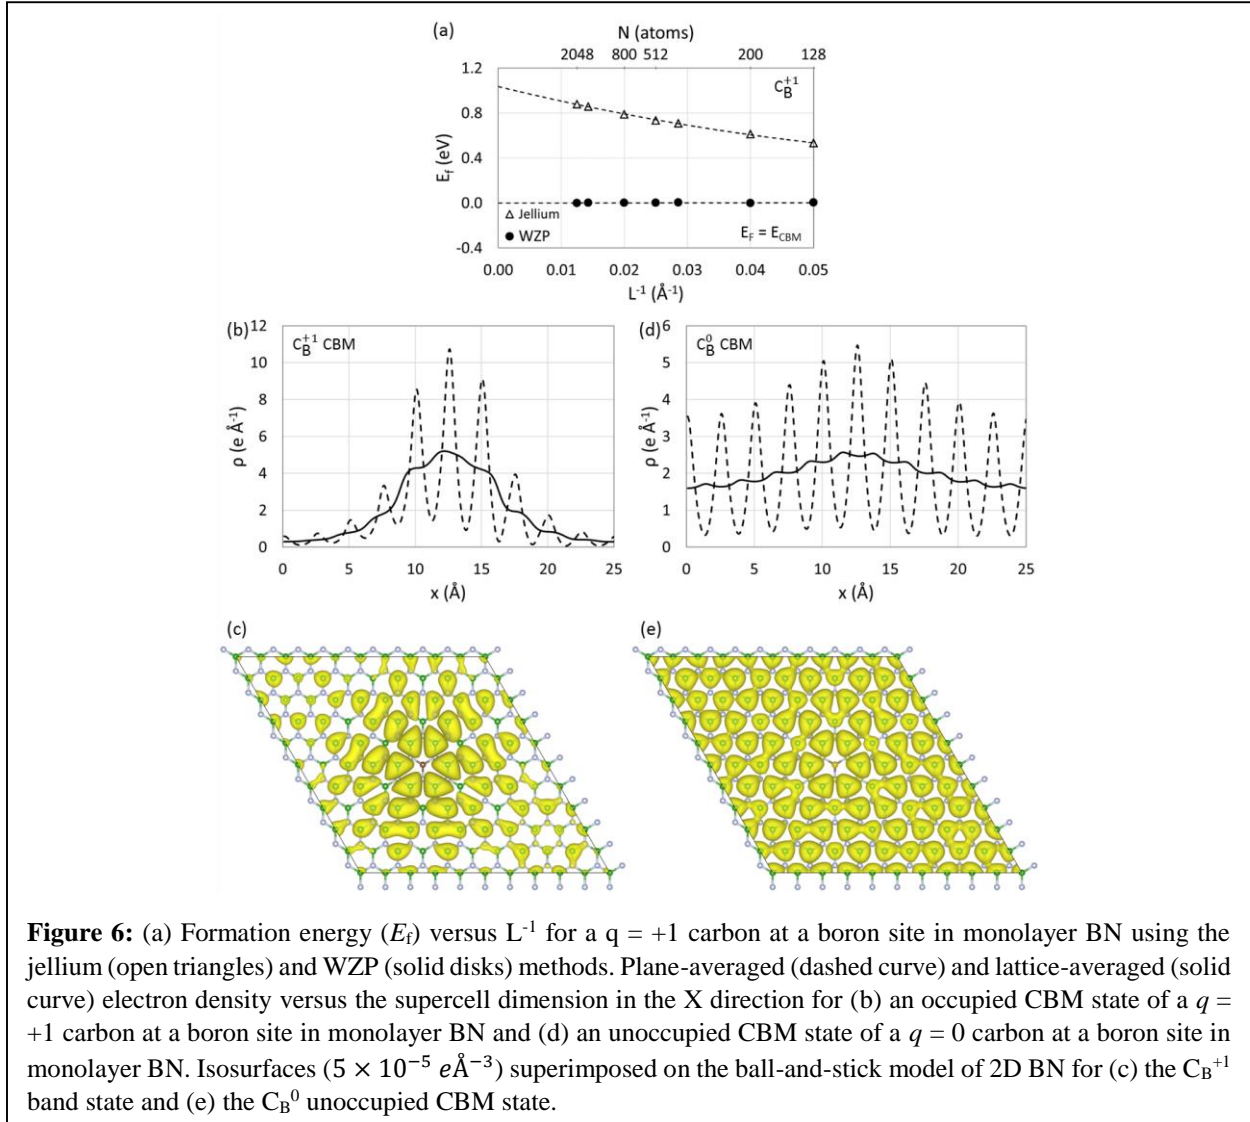 (a)
N (atoms)
2048 800 512 200 128
1.2
0.8
0.4
0.0
-0.4
E_f (eV)
C_B^{+1}
△ Jellium
● WZP
E_F = E_CBM
0.00 0.01 0.02 0.03 0.04 0.05
L^{-1} (Å^{-1})
(b)
12
10
8
6
4
2
0
ρ (e Å^{-1})
C_B^{+1} CBM
0 5 10 15 20 25
x (Å)
(d)
6
5
4
3
2
1
0
ρ (e Å^{-1})
C_B^0 CBM
0 5 10 15 20 25
x (Å)
(c)
(e)
Figure 6: (a) Formation energy (E_f) versus L^{-1} for a q = +1 carbon at a boron site in monolayer BN using the
jellium (open triangles) and WZP (solid disks) methods. Plane-averaged (dashed curve) and lattice-averaged (solid
curve) electron density versus the supercell dimension in the X direction for (b) an occupied CBM state of a q =
+1 carbon at a boron site in monolayer BN and (d) an unoccupied CBM state of a q = 0 carbon at a boron site in
monolayer BN. Isosurfaces (5 × 10^{−5} eÅ^{−3}) superimposed on the ball-and-stick model of 2D BN for (c) the C_B^{+1}
band state and (e) the C_B^0 unoccupied CBM state.